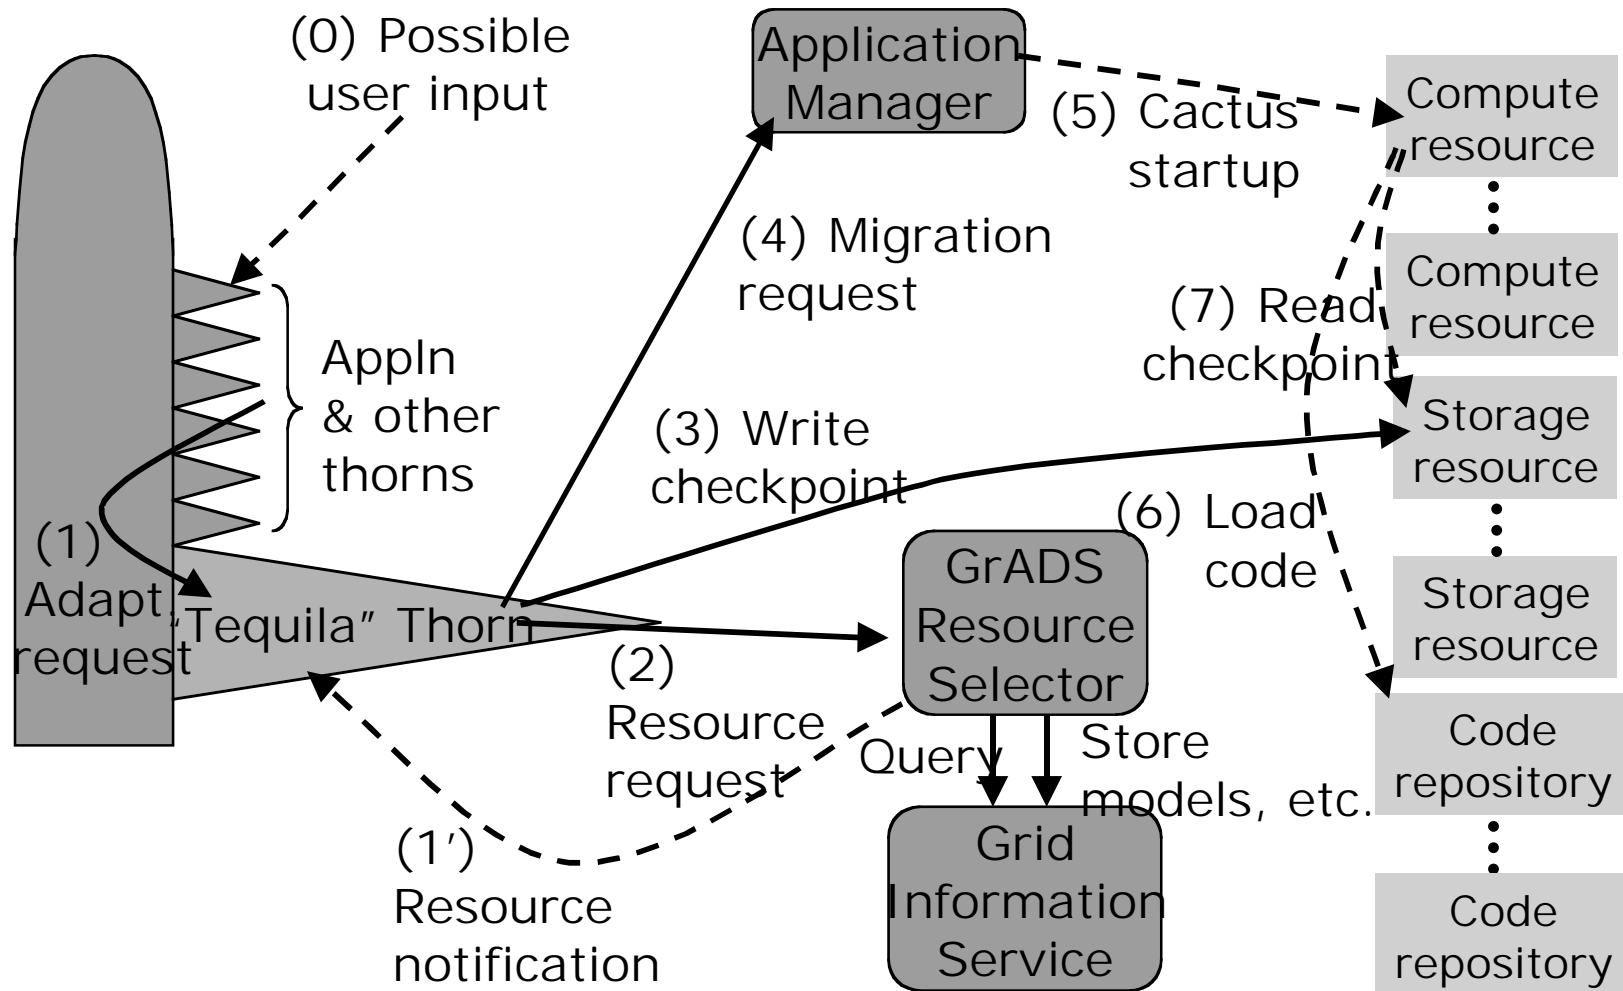 (0) Possible
user input
Application
Manager
(5) Cactus
startup
Compute
resource
(4) Migration
request
Compute
resource
(7) Read
checkpoint
Appln
& other
thorns
(3) Write
checkpoint
Storage
resource
(6) Load
code
(1)
Adapt.
request
"Tequila" Thorn
GrADS
Resource
Selector
Storage
resource
(2)
Resource
request
Query
Store
models, etc.
Code
repository
(1')
Resource
notification
Grid
Information
Service
Code
repository